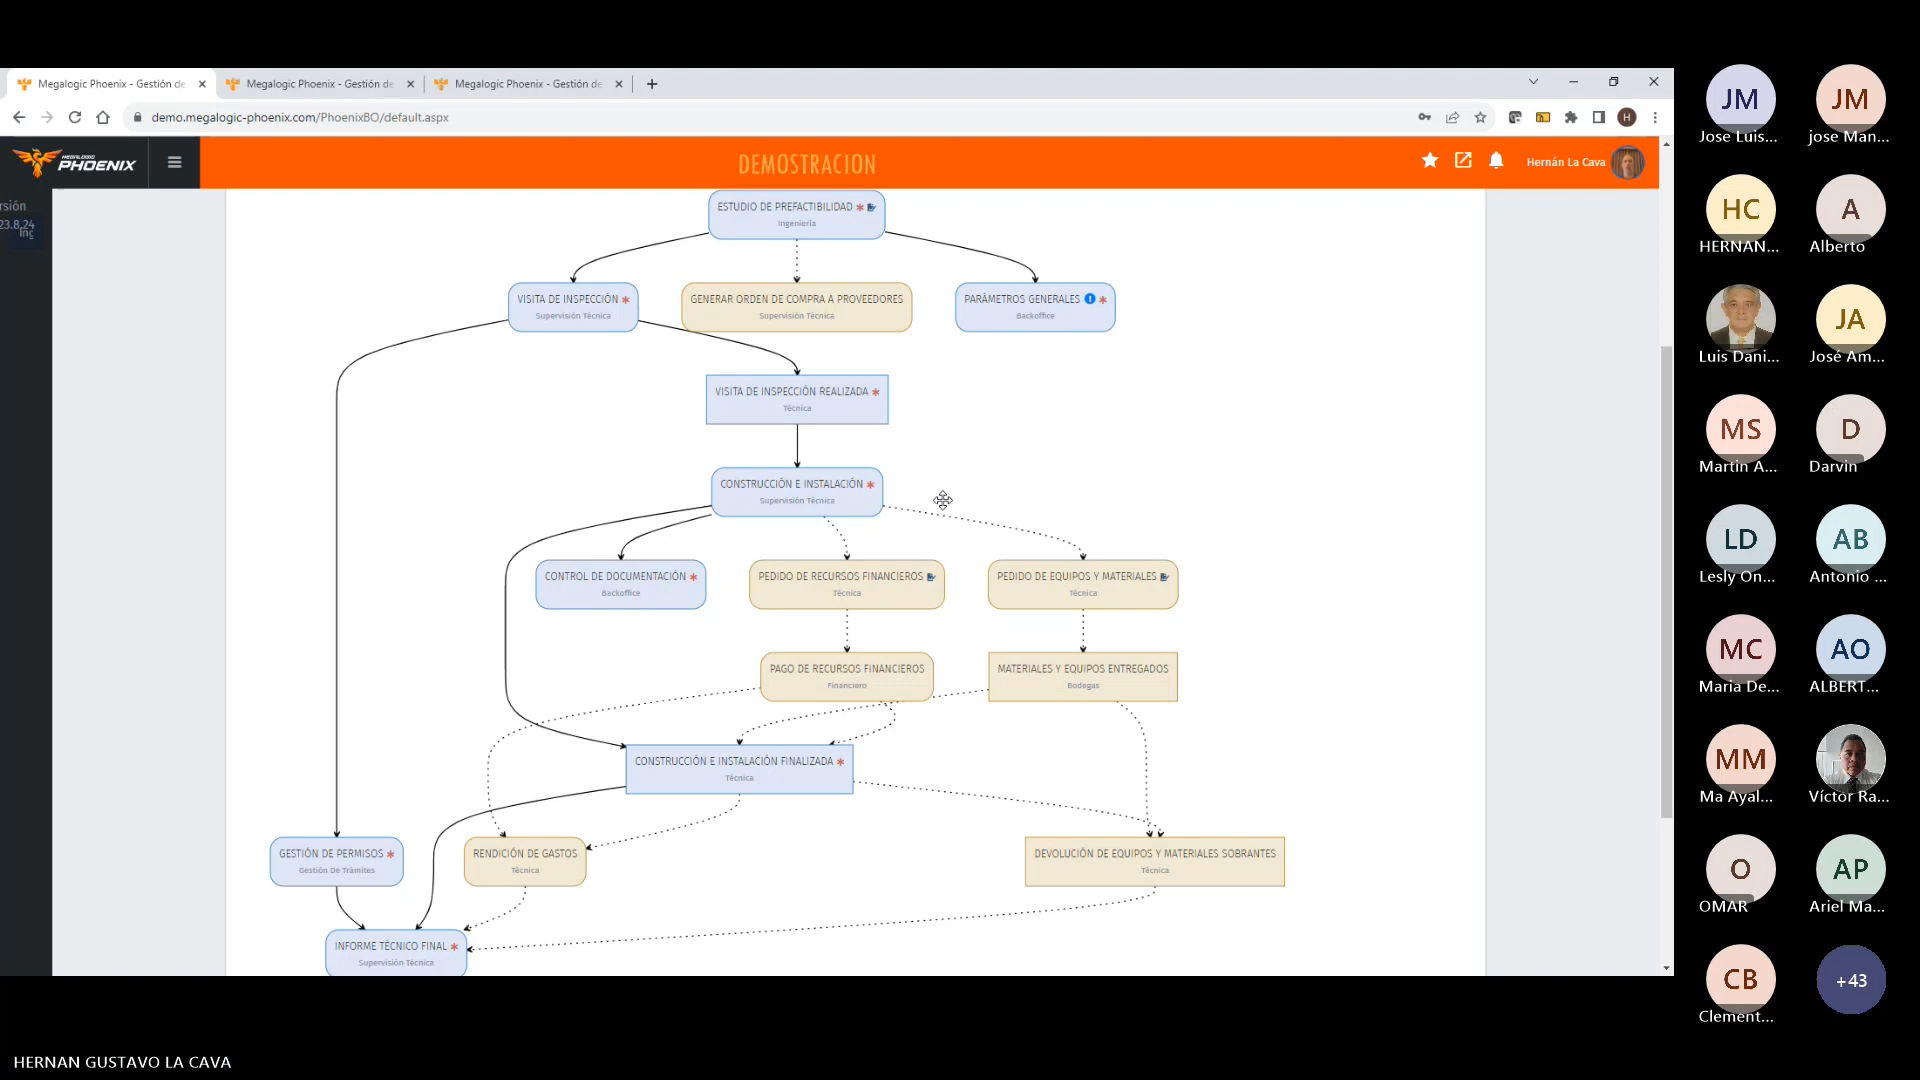 Megalogic Phoenix - Gestión de
Megalogic Phoenix - Gestión de
Megalogic Phoenix - Gestión de
demo.megalogic-phoenix.com/PhoenixBO/default.aspx
H
MEGALOGIC
PHOENIX
DEMOSTRACION
Hernán La Cava
rsión
23.8.24
Ing
ESTUDIO DE PREFACTIBILIDAD *
Ingeniería
VISITA DE INSPECCIÓN *
Supervisión Técnica
GENERAR ORDEN DE COMPRA A PROVEEDORES
Supervisión Técnica
PARÁMETROS GENERALES *
Backoffice
VISITA DE INSPECCIÓN REALIZADA *
Técnica
CONSTRUCCIÓN E INSTALACIÓN *
Supervisión Técnica
CONTROL DE DOCUMENTACIÓN *
Backoffice
PEDIDO DE RECURSOS FINANCIEROS
Técnica
PEDIDO DE EQUIPOS Y MATERIALES
Técnica
PAGO DE RECURSOS FINANCIEROS
Financiero
MATERIALES Y EQUIPOS ENTREGADOS
Bodegas
CONSTRUCCIÓN E INSTALACIÓN FINALIZADA *
Técnica
GESTIÓN DE PERMISOS *
Gestión De Trámites
RENDICIÓN DE GASTOS
Técnica
DEVOLUCIÓN DE EQUIPOS Y MATERIALES SOBRANTES
Técnica
INFORME TÉCNICO FINAL *
Supervisión Técnica
JM
Jose Luis...
JM
jose Man...
HC
HERNAN...
A
Alberto
Luis Dani...
JA
José Am...
MS
Martin A...
D
Darvin
LD
Lesly On...
AB
Antonio ...
MC
Maria De...
AO
ALBERT...
MM
Ma Ayal...
Víctor Ra...
O
OMAR
AP
Ariel Ma...
CB
Clement...
+43
HERNAN GUSTAVO LA CAVA